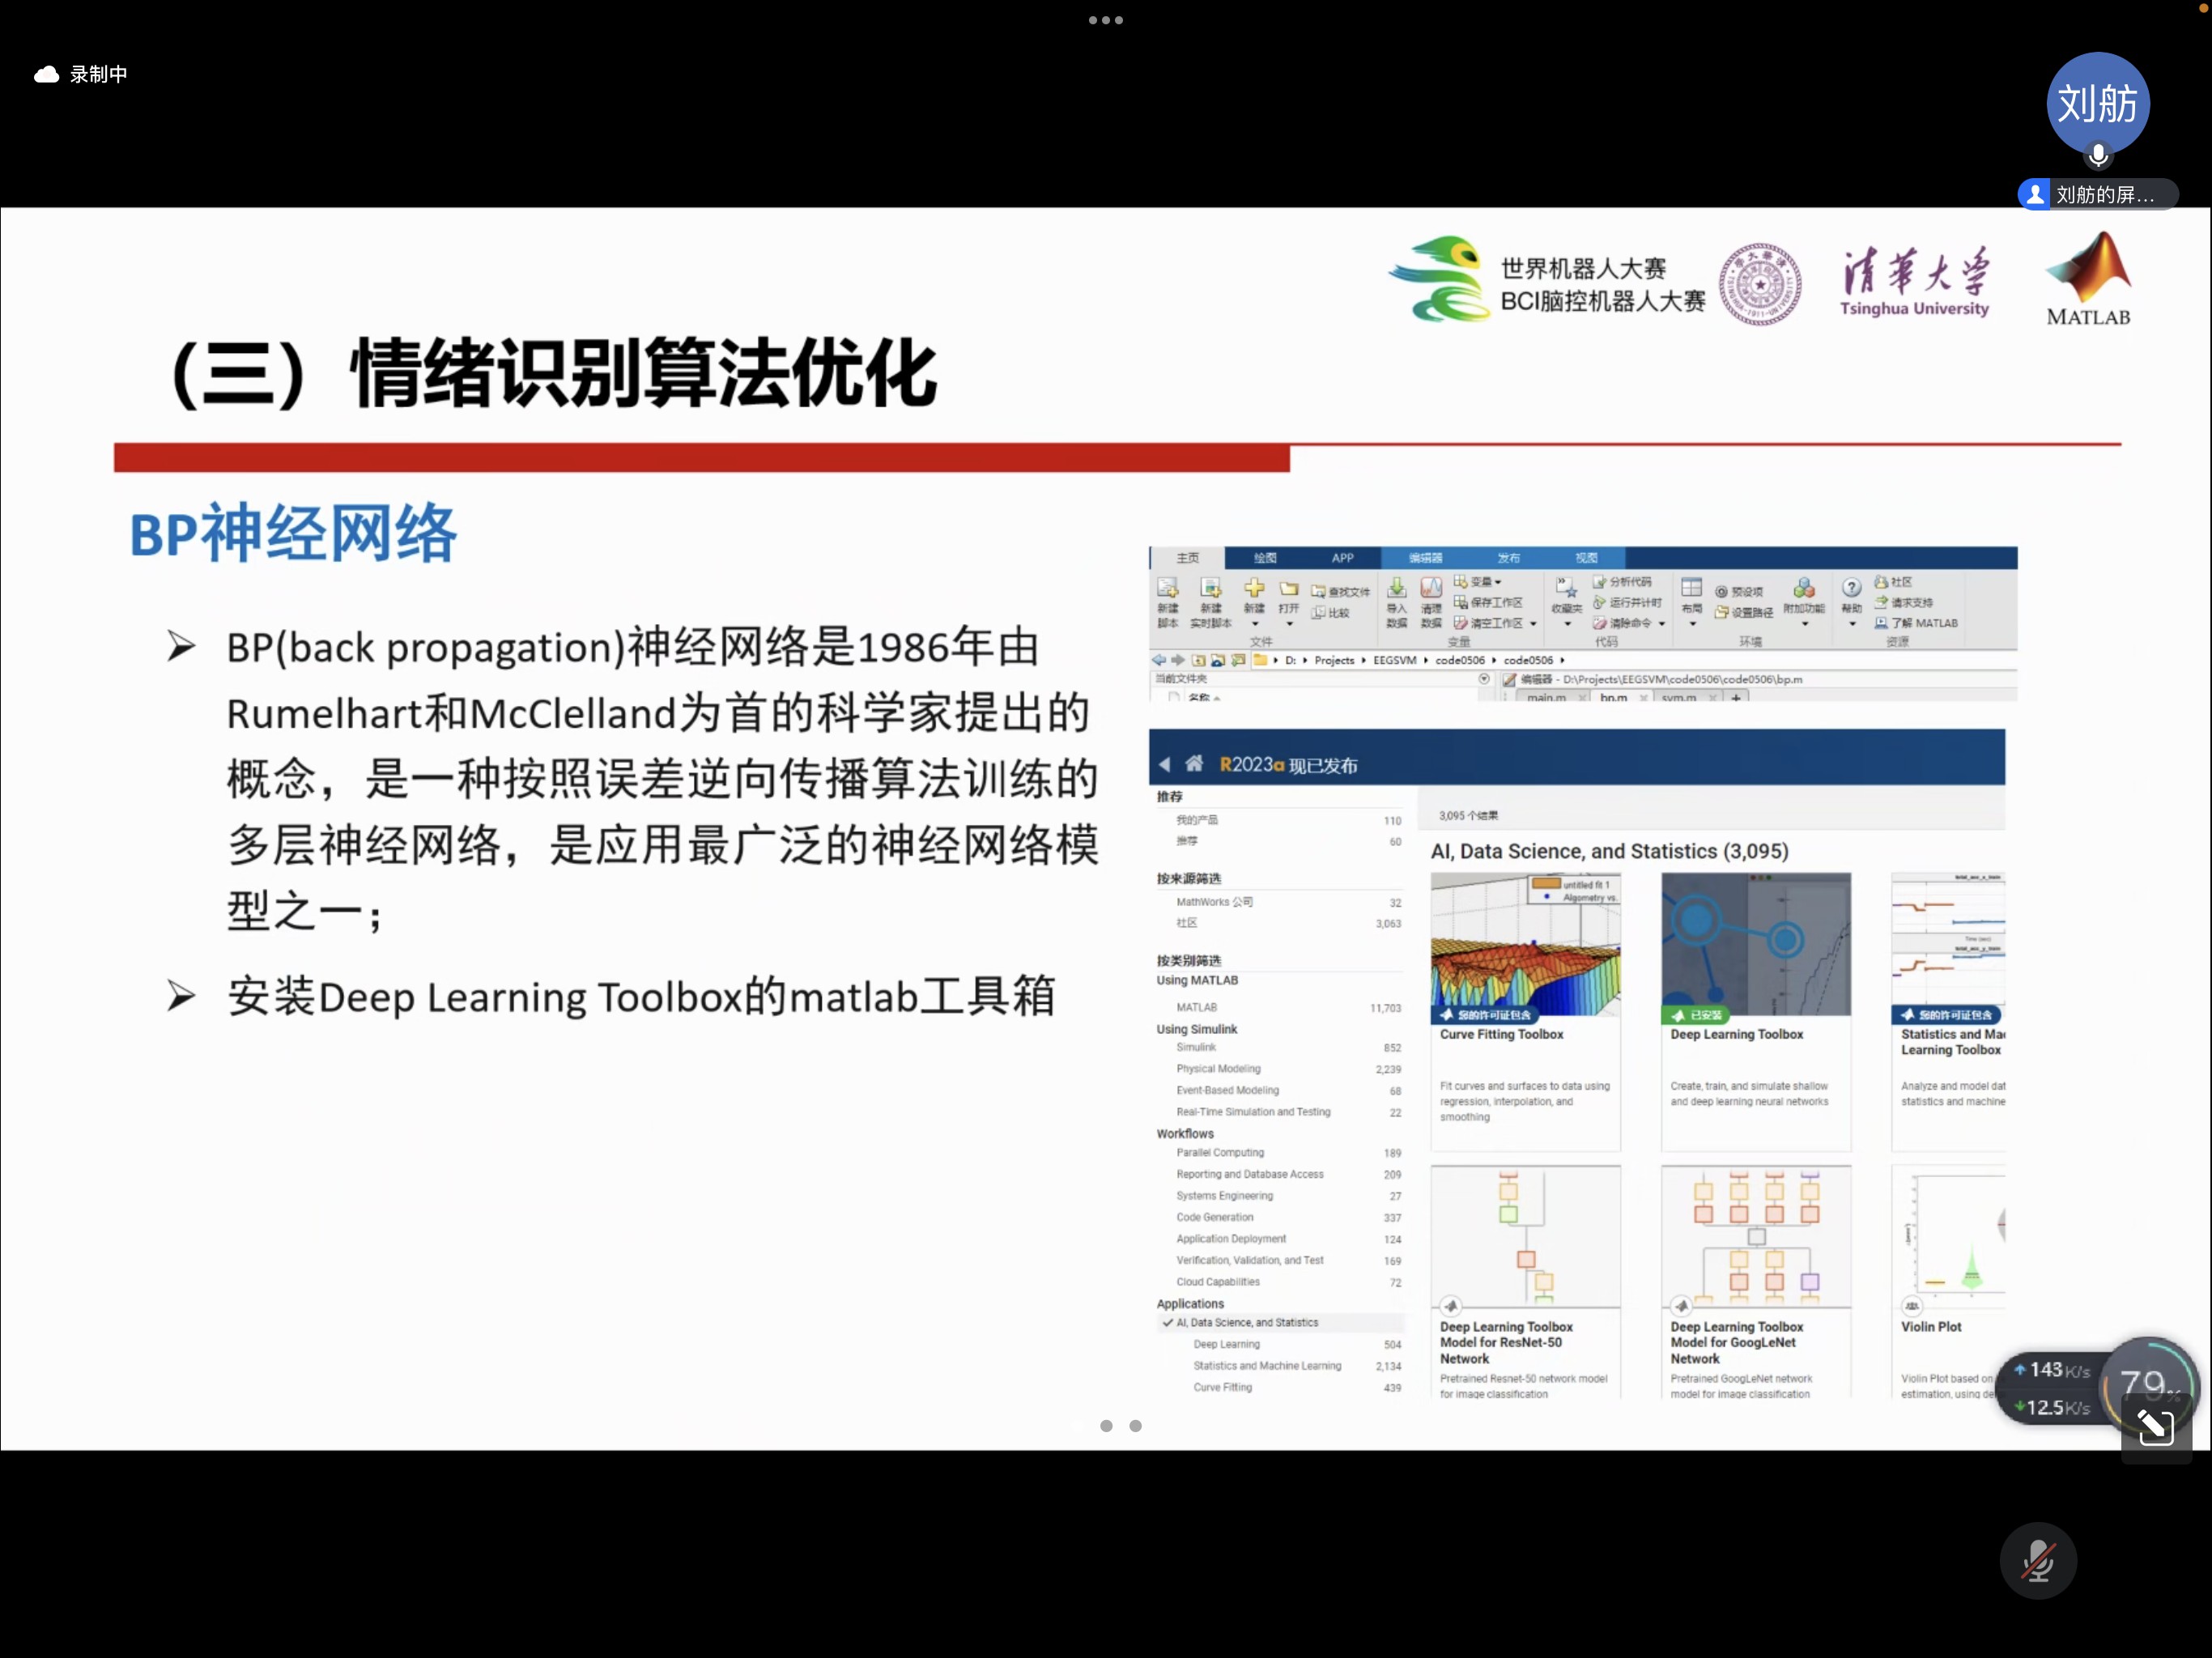 录制中
刘舫
刘舫的屏...
世界机器人大赛
BCI脑控机器人大赛
清华大学
Tsinghua University
MATLAB
（三）情绪识别算法优化
BP神经网络
BP(back propagation)神经网络是1986年由
Rumelhart和McClelland为首的科学家提出的
概念，是一种按照误差逆向传播算法训练的
多层神经网络，是应用最广泛的神经网络模
型之一；
安装Deep Learning Toolbox的matlab工具箱
主页 绘图 APP 编辑器 发布 视图
新建 脚本
新建 实时脚本
新建
打开
查找文件
比较
导入 数据
清理 数据
变量
保存工作区
清空工作区
收藏夹
分析代码
运行并计时
清除命令
布局
预设项
设置路径
附加功能
帮助
社区
请求支持
了解 MATLAB
文件 变量 代码 环境 资源
D: Projects EEGSVM code0506 code0506
当前文件夹
编辑器 - D:\Projects\EEGSVM\code0506\code0506\bp.m
名称
main.m bp.m svm.m +
R2023a 现已发布
推荐
我的产品 110
推荐 60
按来源筛选
MathWorks 公司 32
社区 3,063
按类别筛选
Using MATLAB
MATLAB 11,703
Using Simulink
Simulink 852
Physical Modeling 2,239
Event-Based Modeling 68
Real-Time Simulation and Testing 22
Workflows
Parallel Computing 189
Reporting and Database Access 209
Systems Engineering 27
Code Generation 337
Application Deployment 124
Verification, Validation, and Test 169
Cloud Capabilities 72
Applications
AI, Data Science, and Statistics
Deep Learning 504
Statistics and Machine Learning 2,134
Curve Fitting 439
3,095 个结果
AI, Data Science, and Statistics (3,095)
untitled fit 1
Algometry vs.
您的许可证包含
Curve Fitting Toolbox
Fit curves and surfaces to data using
regression, interpolation, and
smoothing
已安装
Deep Learning Toolbox
Create, train, and simulate shallow
and deep learning neural networks
您的许可证包含
Statistics and Mac
Learning Toolbox
Analyze and model dat
statistics and machine
Deep Learning Toolbox
Model for ResNet-50
Network
Pretrained Resnet-50 network model
for image classification
Deep Learning Toolbox
Model for GoogLeNet
Network
Pretrained GoogLeNet network
model for image classification
Violin Plot
Violin Plot based on
estimation, using de
143 K/s
12.5 K/s
79%